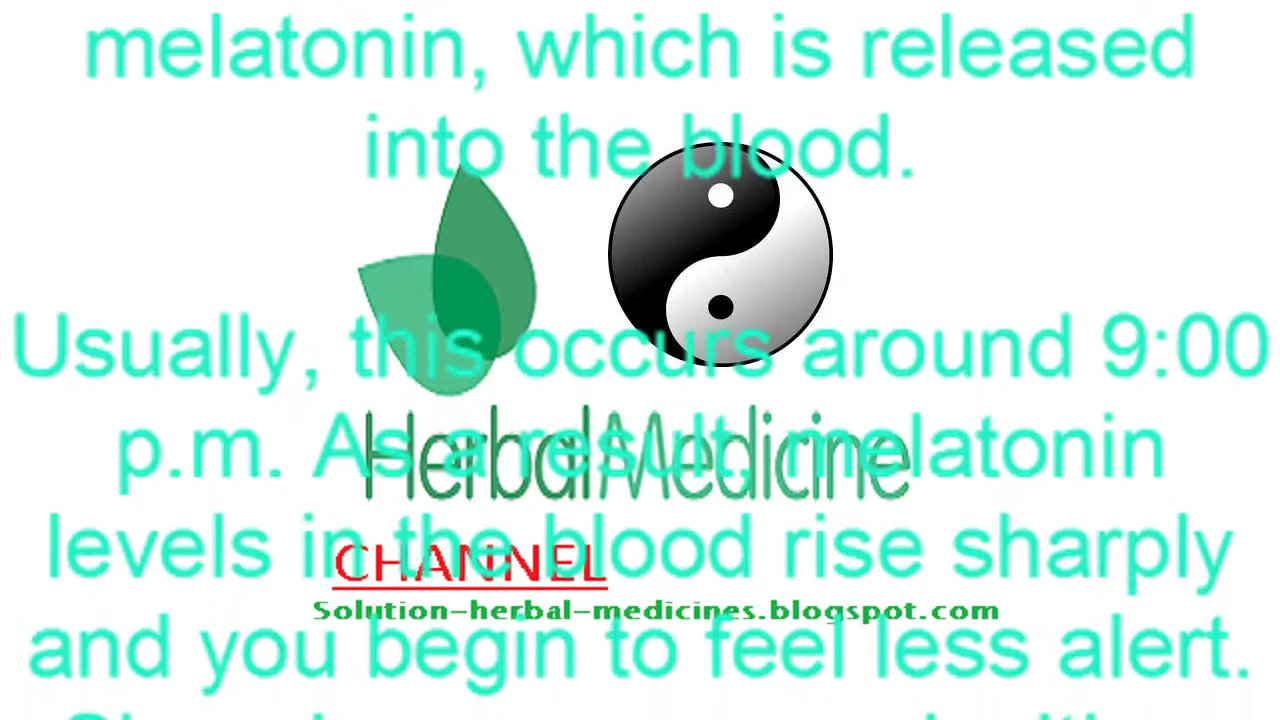 melatonin, which is released
into the blood.
Usually, this occurs around 9:00
p.m. As a result, melatonin
HerbalMedicine
levels in the blood rise sharply
CHANNEL
Solution-herbal-medicines.blogspot.com
and you begin to feel less alert.